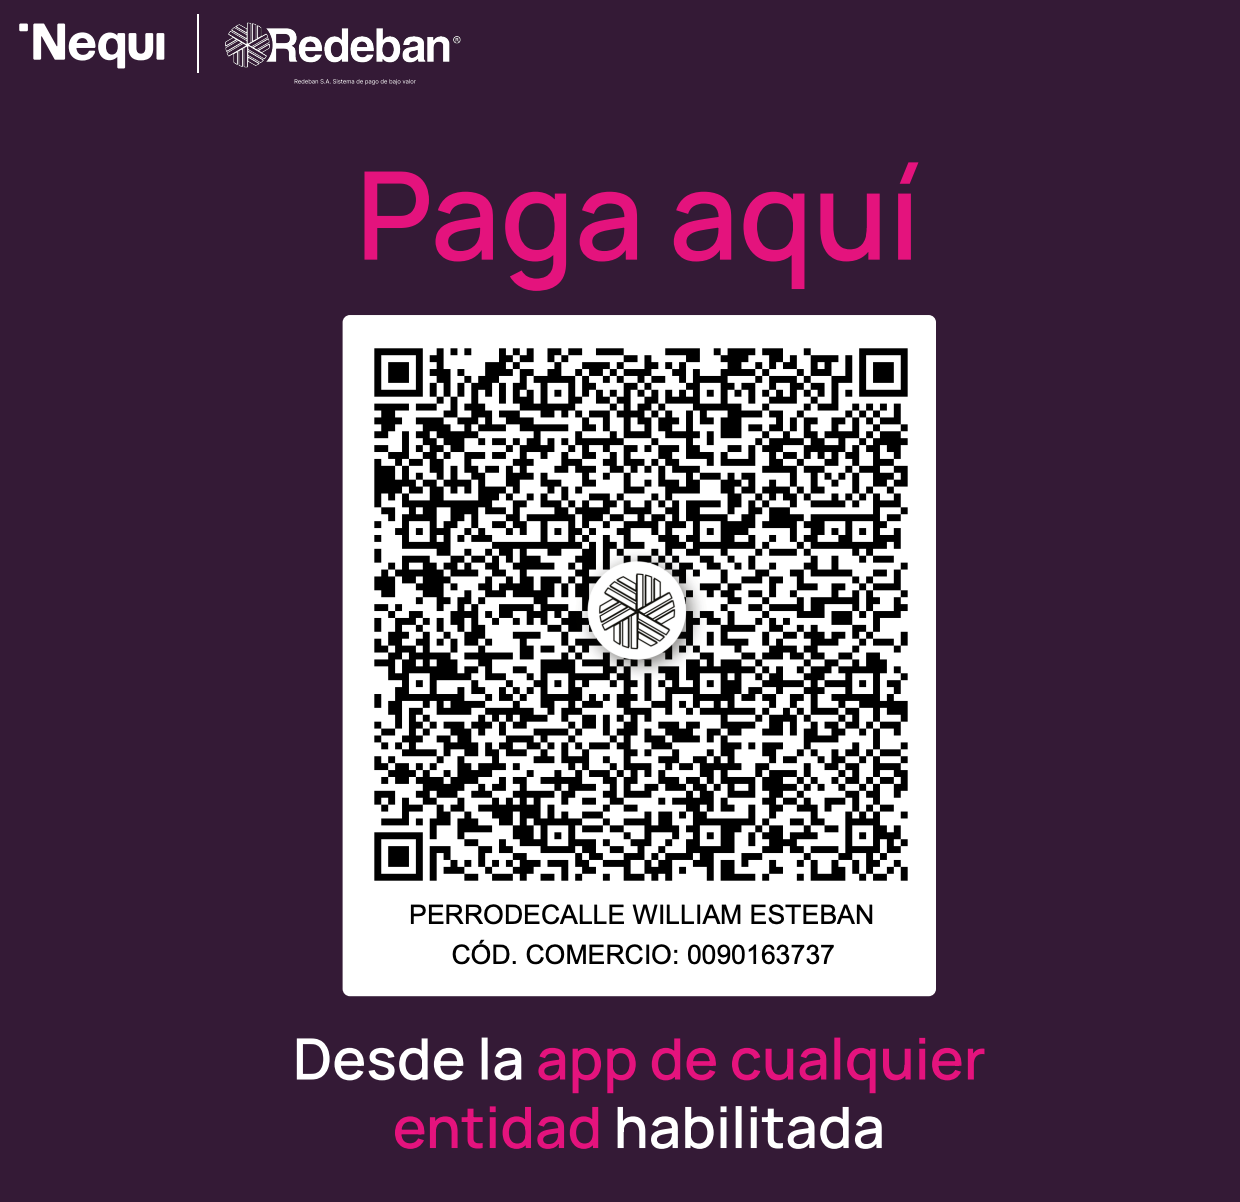 Nequi
Redeban®
Redeban S.A. Sistema de pago de bajo valor
Paga aquí
PERRODECALLE WILLIAM ESTEBAN
CÓD. COMERCIO: 0090163737
Desde la app de cualquier
entidad habilitada